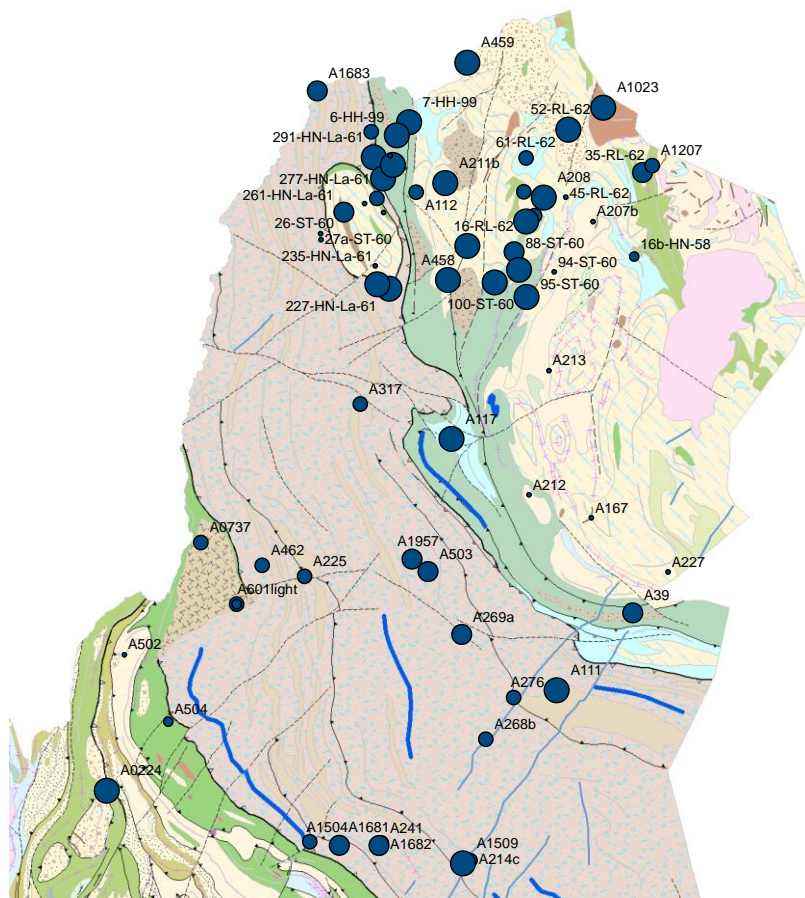 A459
A1683
A1023
7-HH-99
52-RL-62
6-HH-99
291-HN-La-61
61-RL-62
35-RL-62
A1207
277-HN-La-61
A211b
A208
261-HN-La-61
A112
45-RL-62
26-ST-60
16-RL-62
A207b
27a-ST-60
88-ST-60
235-HN-La-61
A458
94-ST-60
16b-HN-58
95-ST-60
227-HN-La-61
100-ST-60
A213
A317
A117
A212
A167
A0737
A462
A225
A1957
A503
A227
A601light
A39
A269a
A502
A276
A111
A504
A268b
A0224
A1504
A1681
A241
A1682
A1509
A214c